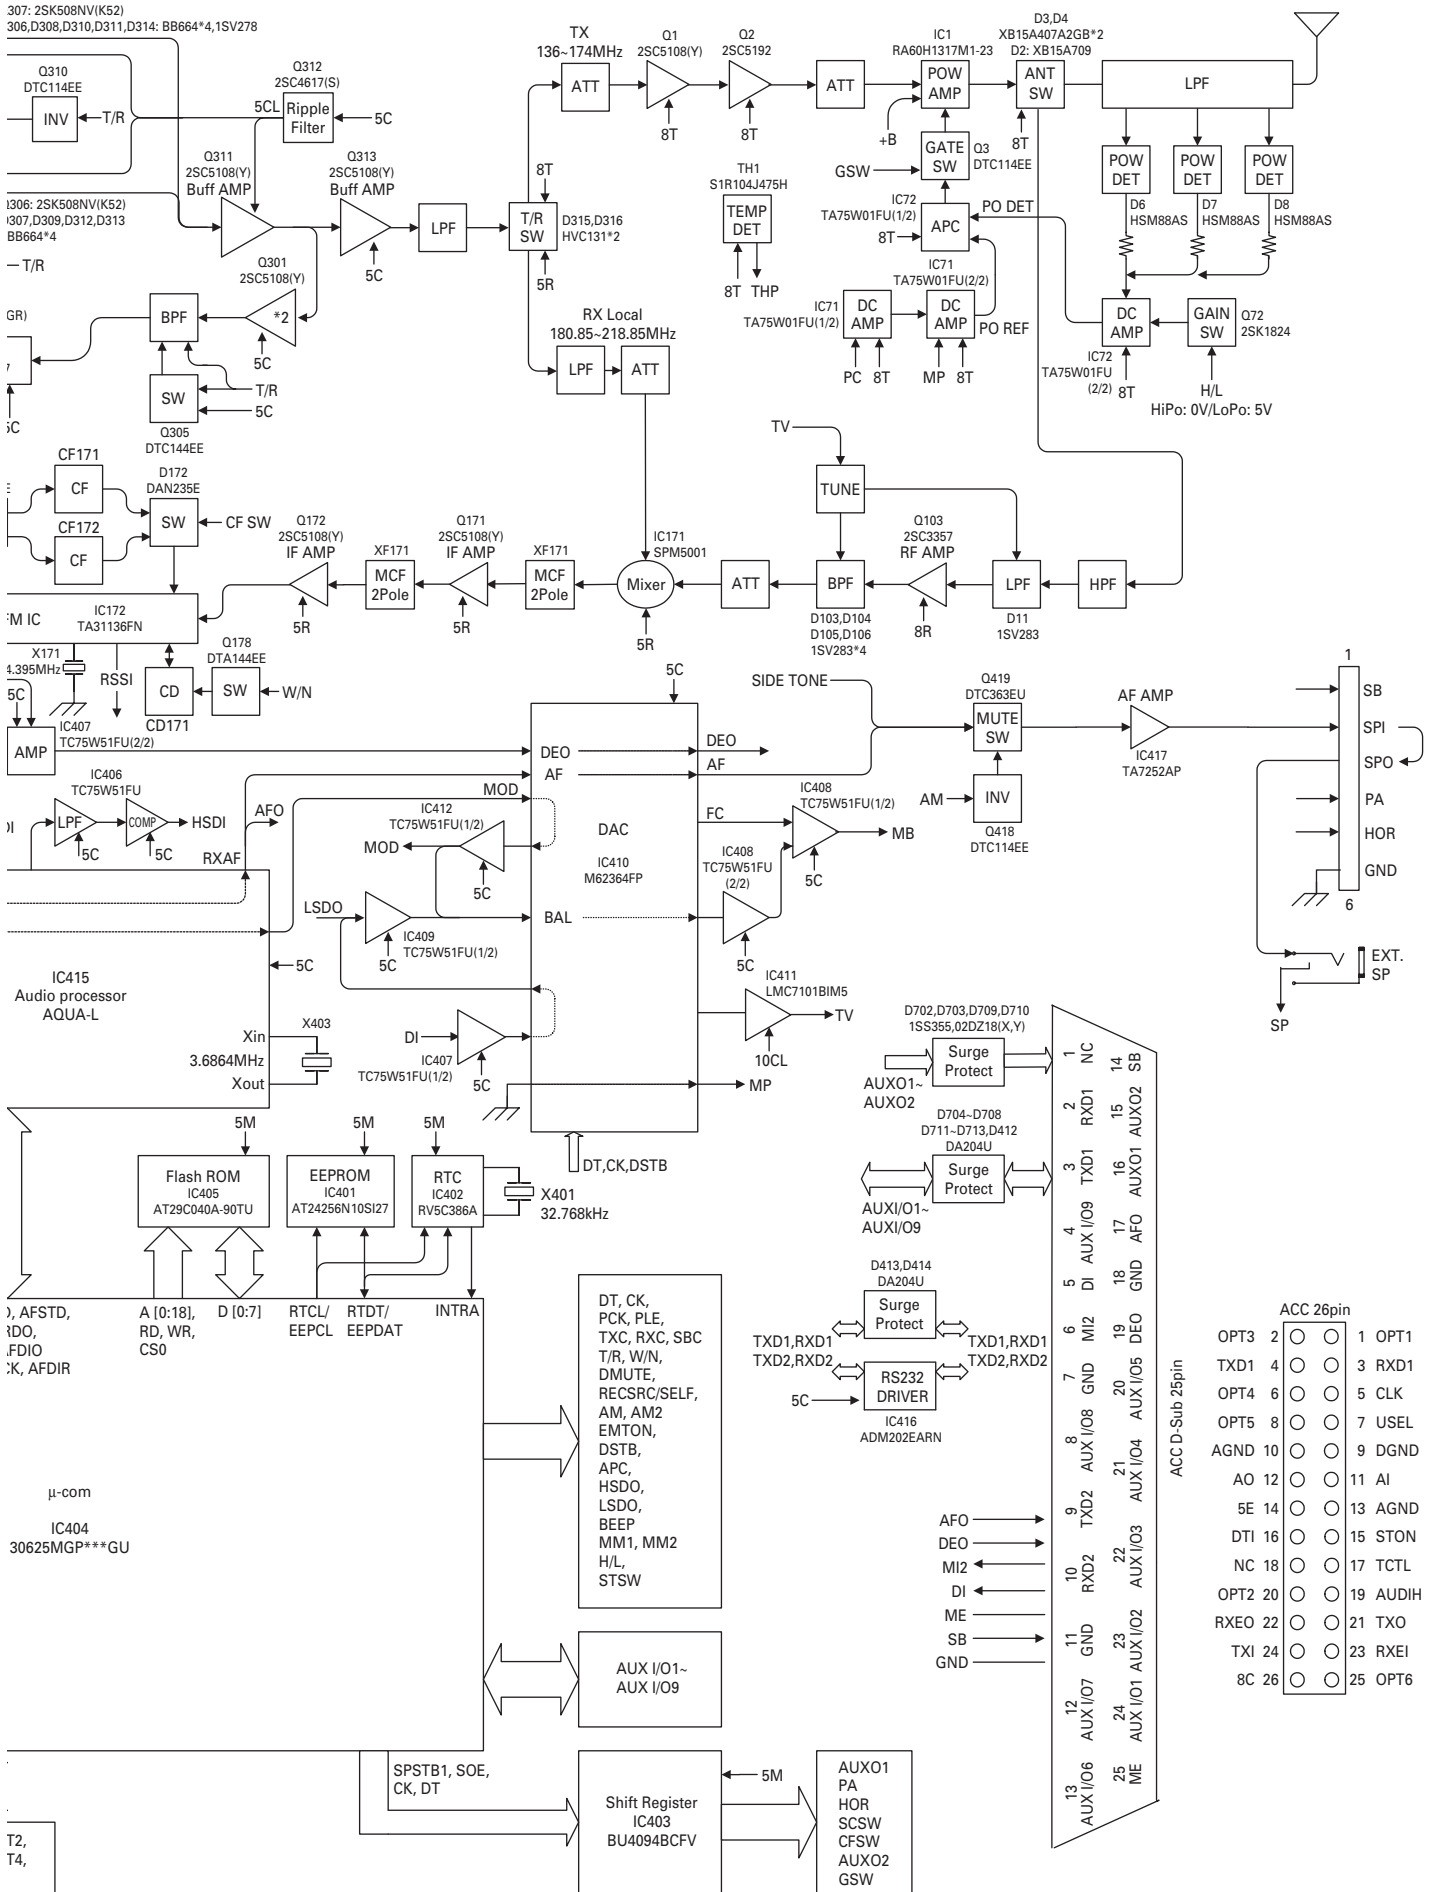 307: 2SK508NV(K52)
306,D308,D310,D311,D314: BB664*4,1SV278
Q310
DTC114EE
INV
T/R
Q312
2SC4617(S)
5CL
Ripple
Filter
5C
Q311
2SC5108(Y)
Buff AMP
Q313
2SC5108(Y)
Buff AMP
5C
LPF
Q306: 2SK508NV(K52)
D307,D309,D312,D313
BB664*4
T/R
Q301
2SC5108(Y)
*2
5C
BPF
GR)
7
5C
SW
T/R
5C
Q305
DTC144EE
TX
136~174MHz
ATT
Q1
2SC5108(Y)
8T
Q2
2SC5192
8T
ATT
IC1
RA60H1317M1-23
POW
AMP
+B
D3,D4
XB15A407A2GB*2
D2: XB15A709
ANT
SW
8T
LPF
8T
T/R
SW
5R
D315,D316
HVC131*2
TH1
S1R104J475H
TEMP
DET
8T
THP
GATE
SW
Q3
DTC114EE
GSW
IC72
TA75W01FU(1/2)
APC
8T
PO DET
POW
DET
POW
DET
POW
DET
D6
HSM88AS
D7
HSM88AS
D8
HSM88AS
IC71
TA75W01FU(2/2)
IC71
TA75W01FU(1/2)
DC
AMP
DC
AMP
PO REF
PC
8T
MP
8T
DC
AMP
IC72
TA75W01FU
(2/2)
8T
GAIN
SW
Q72
2SK1824
H/L
HiPo: 0V/LoPo: 5V
RX Local
180.85~218.85MHz
LPF
ATT
CF171
CF
CF172
CF
D172
DAN235E
SW
CF SW
E
TV
TUNE
Q172
2SC5108(Y)
IF AMP
5R
XF171
MCF
2Pole
Q171
2SC5108(Y)
IF AMP
5R
XF171
MCF
2Pole
IC171
SPM5001
Mixer
5R
ATT
BPF
D103,D104
D105,D106
1SV283*4
Q103
2SC3357
RF AMP
8R
LPF
D11
1SV283
HPF
FM IC
IC172
TA31136FN
X171
4.395MHz
RSSI
CD
CD171
Q178
DTA144EE
SW
W/N
5C
AMP
IC407
TC75W51FU(2/2)
IC406
TC75W51FU
DI
LPF
5C
COMP
5C
HSDI
AFO
RXAF
5C
DEO
AF
MOD
DEO
AF
IC412
TC75W51FU(1/2)
MOD
5C
DAC
IC410
M62364FP
FC
IC408
TC75W51FU(1/2)
MB
5C
IC408
TC75W51FU
(2/2)
5C
LSDO
IC409
TC75W51FU(1/2)
5C
BAL
DI
IC407
TC75W51FU(1/2)
5C
IC411
LMC7101BIM5
TV
10CL
MP
DT,CK,DSTB
SIDE TONE
Q419
DTC363EU
MUTE
SW
AM
INV
Q418
DTC114EE
AF AMP
IC417
TA7252AP
1
SB
SPI
SPO
PA
HOR
GND
6
EXT.
SP
SP
IC415
Audio processor
AQUA-L
5C
Xin
3.6864MHz
Xout
X403
5M
Flash ROM
IC405
AT29C040A-90TU
5M
EEPROM
IC401
AT24256N10SI27
5M
RTC
IC402
RV5C386A
X401
32.768kHz
D, AFSTD,
RDO,
FDIO
CK, AFDIR
A [0:18],
RD, WR,
CS0
D [0:7]
RTCL/
EEPCL
RTDT/
EEPDAT
INTRA
μ-com
IC404
30625MGP***GU
DT, CK,
PCK, PLE,
TXC, RXC, SBC
T/R, W/N,
DMUTE,
RECSRC/SELF,
AM, AM2
EMTON,
DSTB,
APC,
HSDO,
LSDO,
BEEP
MM1, MM2
H/L,
STSW
AUX I/O1~
AUX I/O9
SPSTB1, SOE,
CK, DT
Shift Register
IC403
BU4094BCFV
5M
AUXO1
PA
HOR
SCSW
CFSW
AUXO2
GSW
T2,
T4,
D702,D703,D709,D710
1SS355,02DZ18(X,Y)
Surge
Protect
AUXO1~
AUXO2
D704~D708
D711~D713,D412
DA204U
Surge
Protect
AUXI/O1~
AUXI/O9
D413,D414
DA204U
Surge
Protect
TXD1,RXD1
TXD2,RXD2
TXD1,RXD1
TXD2,RXD2
5C
RS232
DRIVER
IC416
ADM202EARN
AFO
DEO
MI2
DI
ME
SB
GND
1 NC
14 SB
2 RXD1
15 AUXO2
3 TXD1
16 AUXO1
4 AUX I/O9
17 AFO
5 DI
18 GND
6 MI2
19 DEO
7 GND
20 AUX I/O5
8 AUX I/O8
21 AUX I/O4
9 TXD2
22 AUX I/O3
10 RXD2
23 AUX I/O2
11 GND
24 AUX I/O1
12 AUX I/O7
25 ME
13 AUX I/O6
ACC D-Sub 25pin
ACC 26pin
OPT3 2 1 OPT1
TXD1 4 3 RXD1
OPT4 6 5 CLK
OPT5 8 7 USEL
AGND 10 9 DGND
AO 12 11 AI
5E 14 13 AGND
DTI 16 15 STON
NC 18 17 TCTL
OPT2 20 19 AUDIH
RXEO 22 21 TXO
TXI 24 23 RXEI
8C 26 25 OPT6